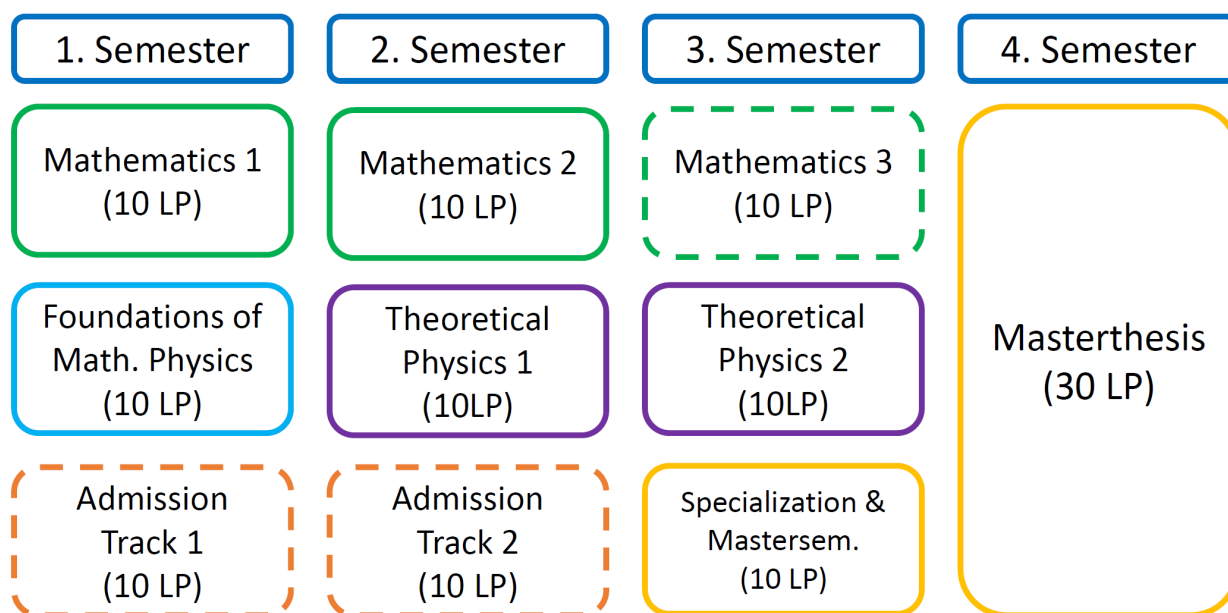 1. Semester
2. Semester
3. Semester
4. Semester
Mathematics 1
(10 LP)
Mathematics 2
(10 LP)
Mathematics 3
(10 LP)
Masterthesis
(30 LP)
Foundations of
Math. Physics
(10 LP)
Theoretical
Physics 1
(10LP)
Theoretical
Physics 2
(10LP)
Admission
Track 1
(10 LP)
Admission
Track 2
(10 LP)
Specialization &
Mastersem.
(10 LP)